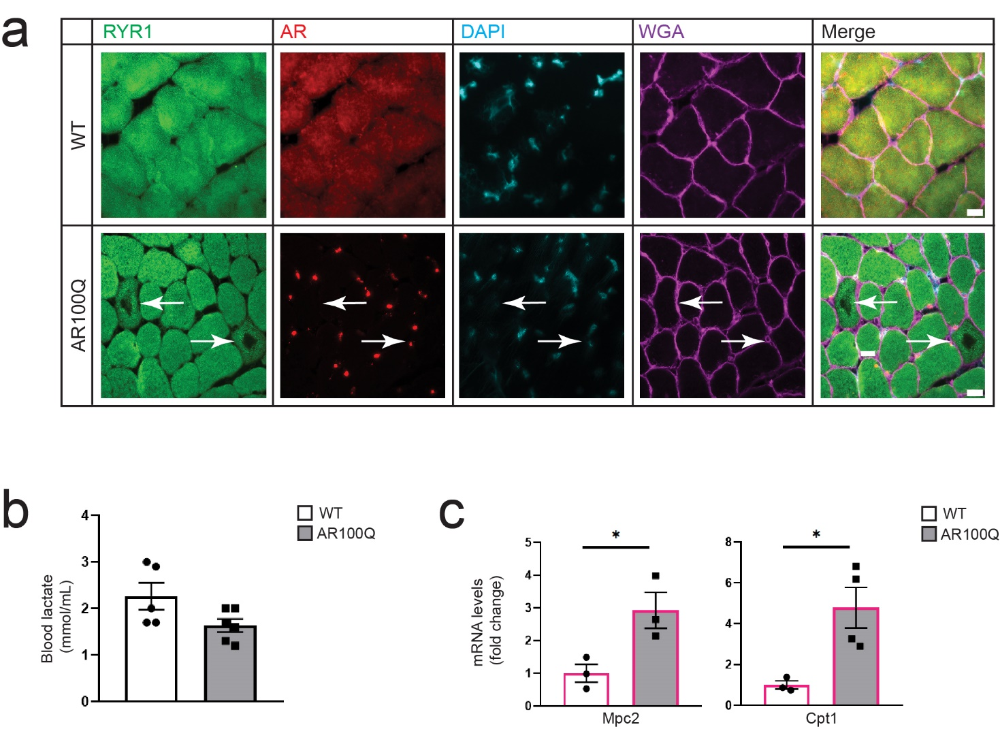 a
RYR1 AR DAPI WGA Merge
WT
AR100Q
b
WT
AR100Q
Blood lactate
(mmol/mL)
4
3
2
1
0
c
WT
AR100Q
mRNA levels
(fold change)
5
4
3
2
1
0
*
Mpc2
8
6
4
2
0
*
Cpt1